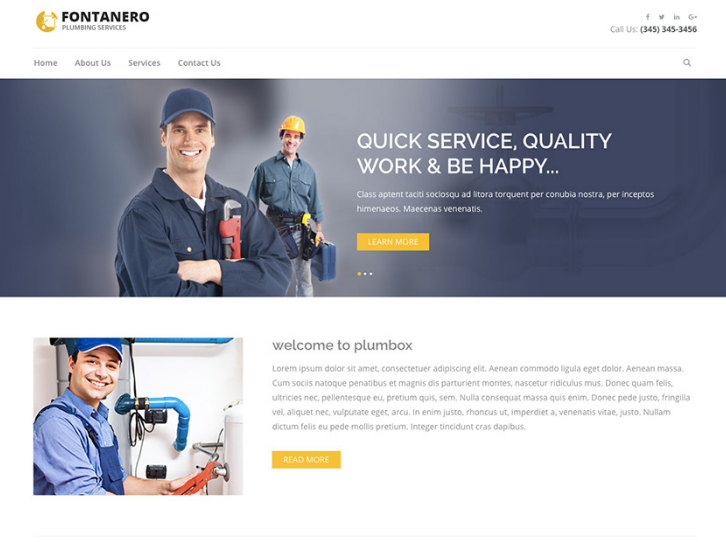 FONTANERO
PLUMBING SERVICES
Call Us: (345) 345-3456
Home About Us Services Contact Us
QUICK SERVICE, QUALITY
WORK & BE HAPPY...
Class aptent taciti sociosqu ad litora torquent per conubia nostra, per inceptos
himenaeos. Maecenas venenatis.
LEARN MORE
welcome to plumbox
Lorem ipsum dolor sit amet, consectetuer adipiscing elit. Aenean commodo ligula eget dolor. Aenean massa.
Cum sociis natoque penatibus et magnis dis parturient montes, nascetur ridiculus mus. Donec quam felis,
ultricies nec, pellentesque eu, pretium quis, sem. Nulla consequat massa quis enim. Donec pede justo, fringilla
vel, aliquet nec, vulputate eget, arcu. In enim justo, rhoncus ut, imperdiet a, venenatis vitae, justo. Nullam
dictum felis eu pede mollis pretium. Integer tincidunt cras dapibus.
READ MORE